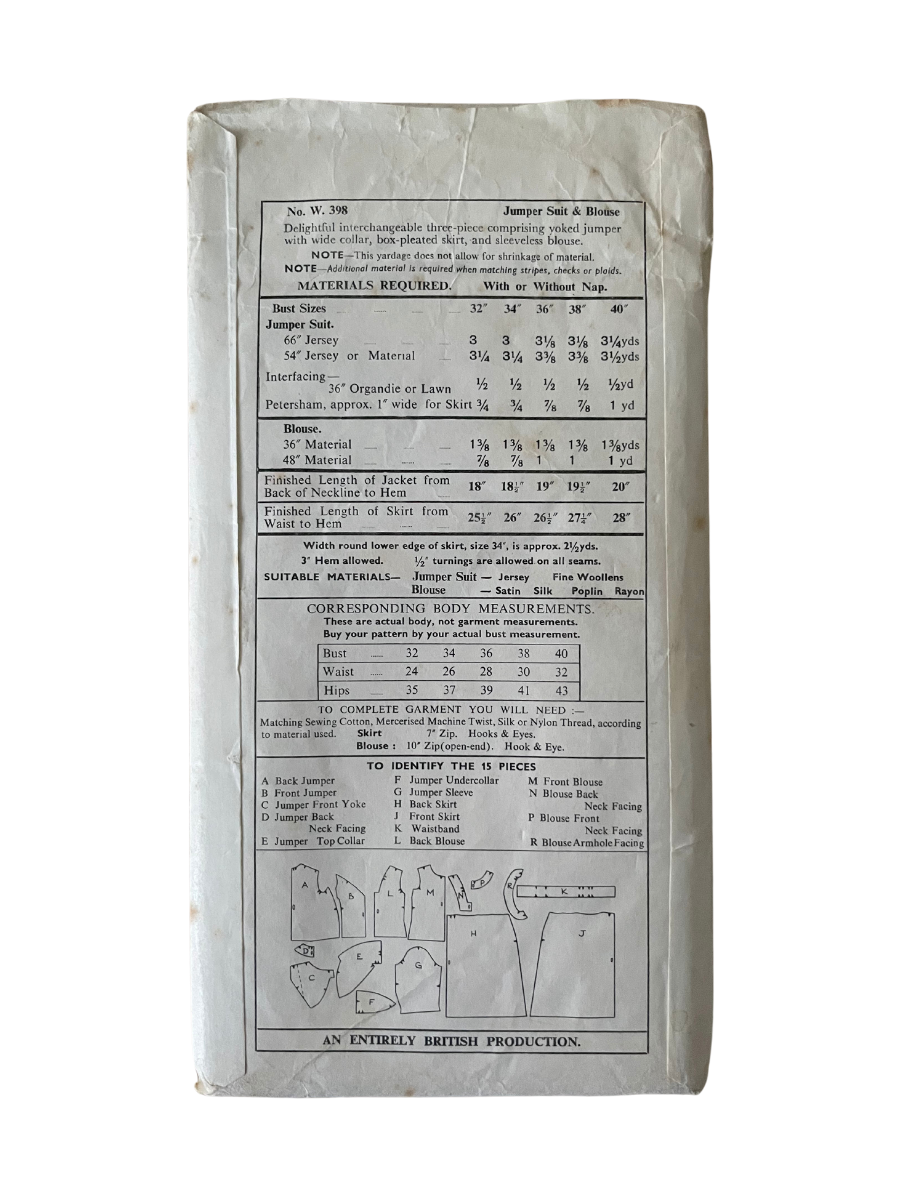 No. W. 398 Jumper Suit & Blouse
Delightful interchangeable three-piece comprising yoked jumper
with wide collar, box-pleated skirt, and sleeveless blouse.
NOTE—This yardage does not allow for shrinkage of material.
NOTE—Additional material is required when matching stripes, checks or plaids.
MATERIALS REQUIRED. With or Without Nap.
Bust Sizes 32″ 34″ 36″ 38″ 40″
Jumper Suit.
66″ Jersey 3 3 3⅛ 3⅛ 3¼yds
54″ Jersey or Material 3¼ 3¼ 3⅜ 3⅜ 3½yds
Interfacing—
36″ Organdie or Lawn ½ ½ ½ ½ ½yd
Petersham, approx. 1″ wide for Skirt ¾ ¾ ⅞ ⅞ 1 yd
Blouse.
36″ Material 1⅜ 1⅜ 1⅜ 1⅜ 1⅜yds
48″ Material ⅞ ⅞ 1 1 1 yd
Finished Length of Jacket from
Back of Neckline to Hem 18″ 18½″ 19″ 19½″ 20″
Finished Length of Skirt from
Waist to Hem 25½″ 26″ 26½″ 27¼″ 28″
Width round lower edge of skirt, size 34″, is approx. 2½yds.
3″ Hem allowed. ½″ turnings are allowed on all seams.
SUITABLE MATERIALS— Jumper Suit — Jersey Fine Woollens
Blouse — Satin Silk Poplin Rayon
CORRESPONDING BODY MEASUREMENTS.
These are actual body, not garment measurements.
Buy your pattern by your actual bust measurement.
Bust 32 34 36 38 40
Waist 24 26 28 30 32
Hips 35 37 39 41 43
TO COMPLETE GARMENT YOU WILL NEED :—
Matching Sewing Cotton, Mercerised Machine Twist, Silk or Nylon Thread, according
to material used. Skirt 7″ Zip. Hooks & Eyes.
Blouse : 10″ Zip(open-end). Hook & Eye.
TO IDENTIFY THE 15 PIECES
A Back Jumper
B Front Jumper
C Jumper Front Yoke
D Jumper Back
Neck Facing
E Jumper Top Collar
F Jumper Undercollar
G Jumper Sleeve
H Back Skirt
J Front Skirt
K Waistband
L Back Blouse
M Front Blouse
N Blouse Back
Neck Facing
P Blouse Front
Neck Facing
R Blouse Armhole Facing
A B L M N P R K
H J
D E G
C
F
AN ENTIRELY BRITISH PRODUCTION.